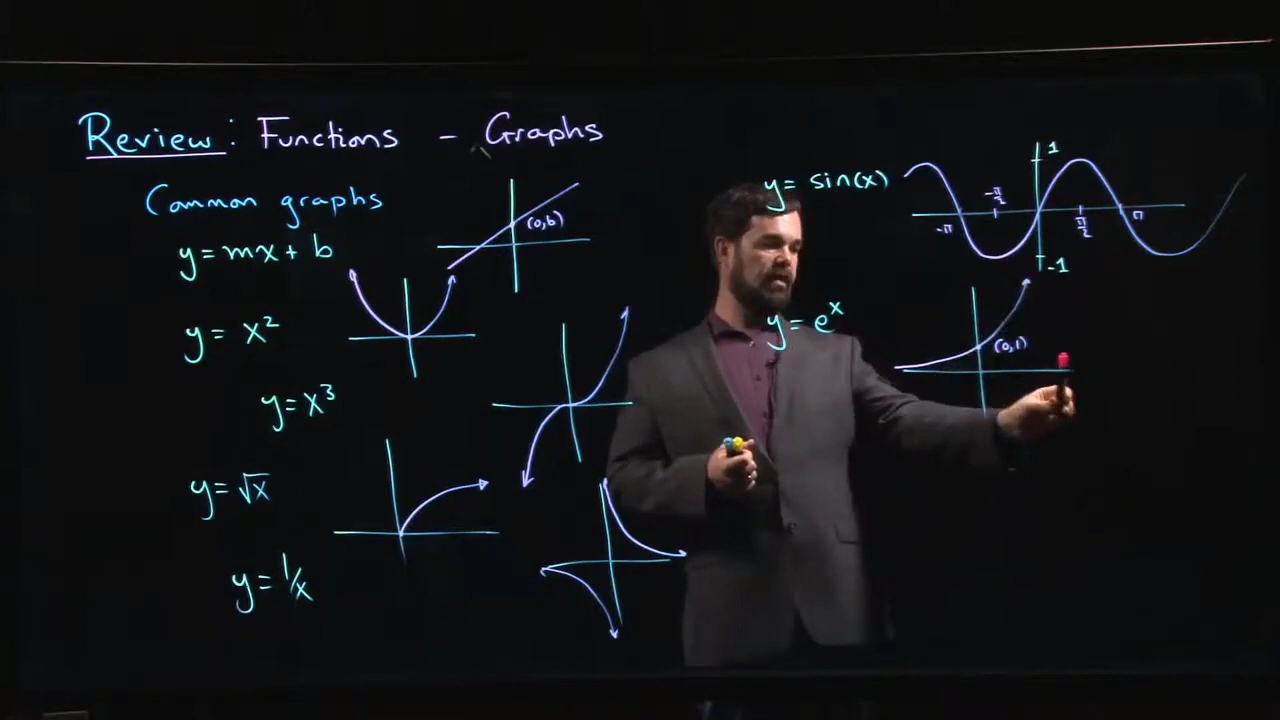 Review: Functions - Graphs
Common graphs
y = mx + b
(0,b)
y = x²
y = x³
y = √x
y = 1/x
y = sin(x)
1
-π
-π/2
π/2
π
-1
y = eˣ
(0,1)